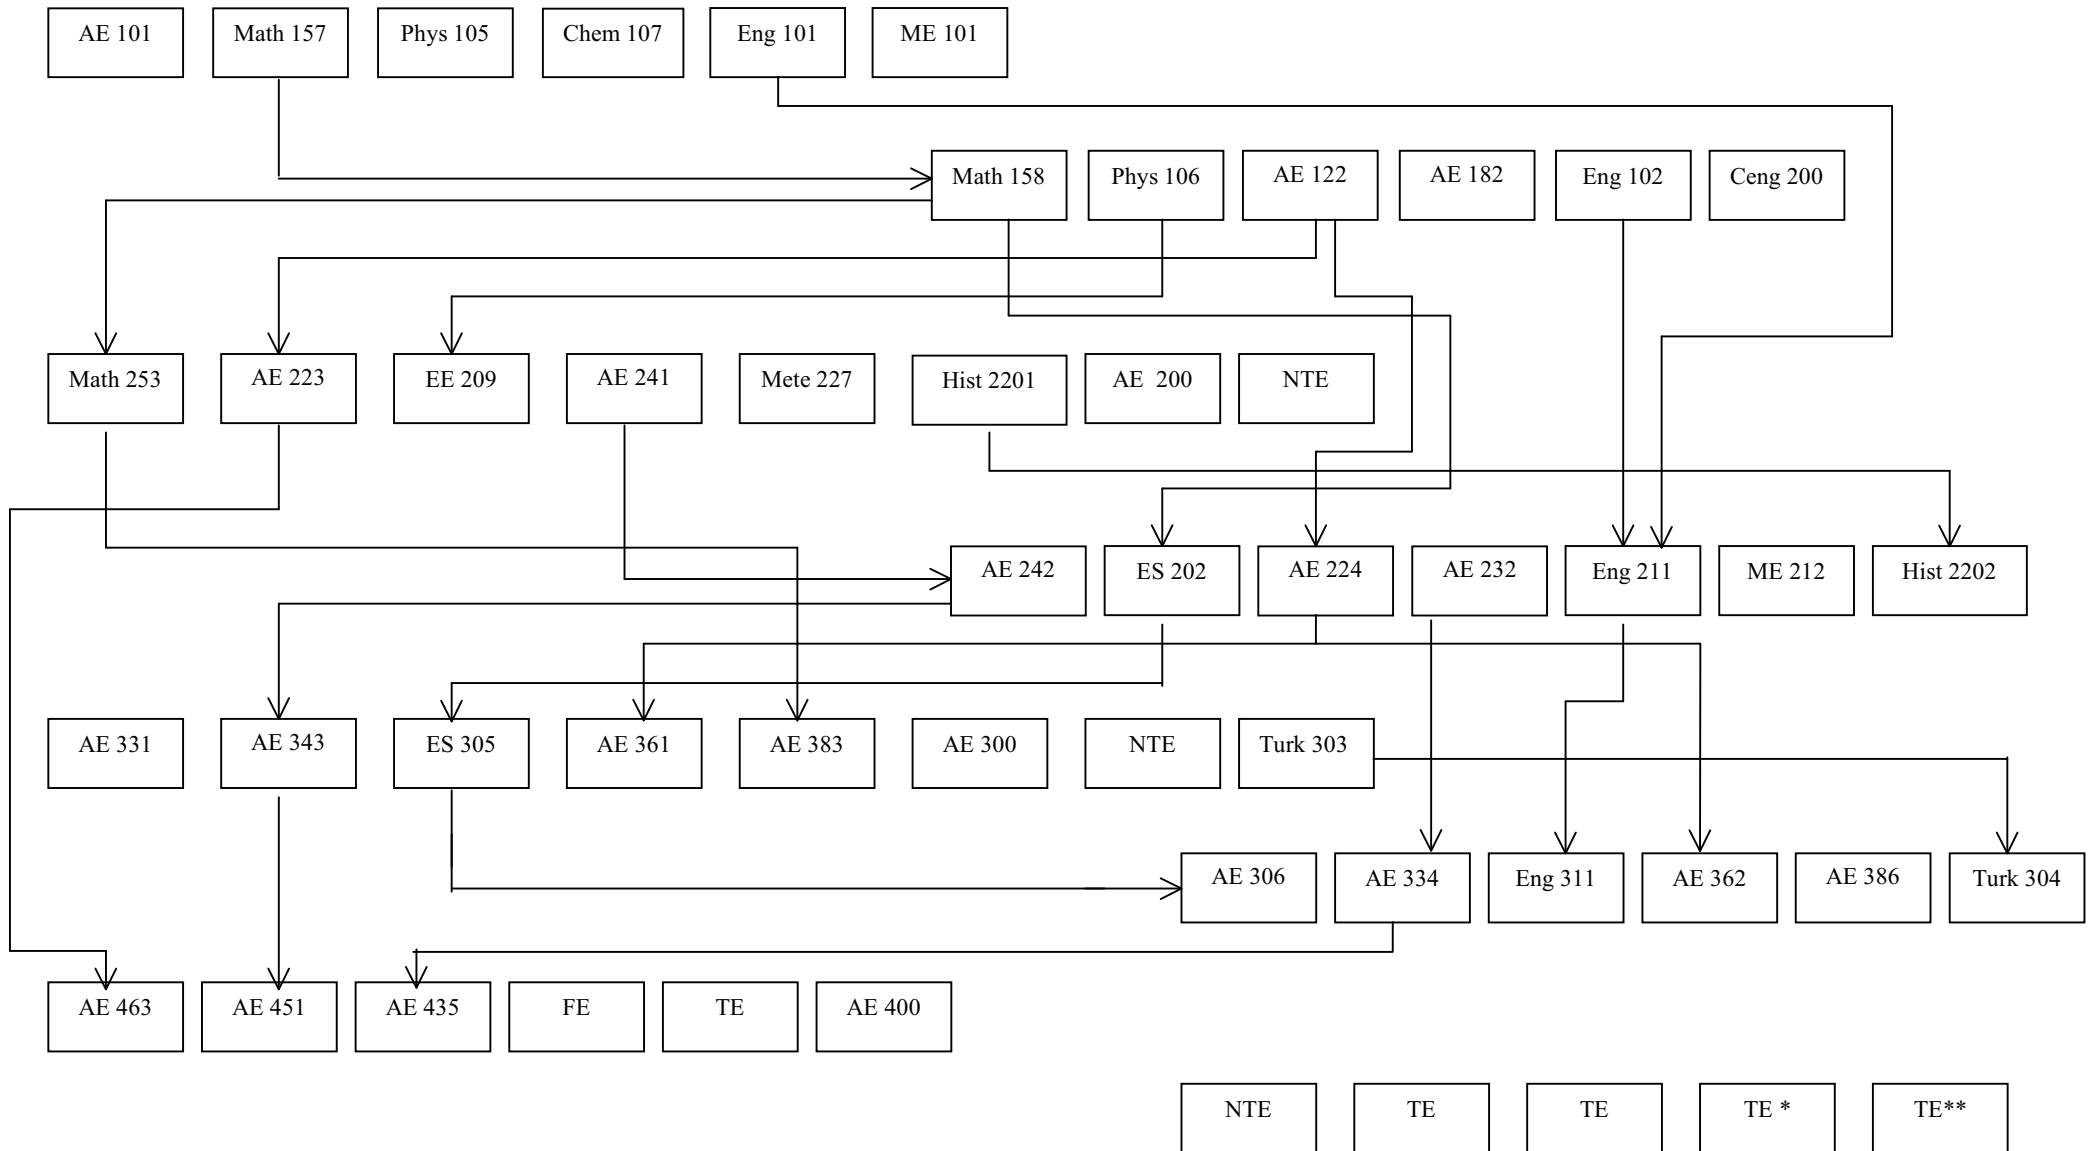 AE 101 Math 157 Phys 105 Chem 107 Eng 101 ME 101
Math 158 Phys 106 AE 122 AE 182 Eng 102 Ceng 200
Math 253 AE 223 EE 209 AE 241 Mete 227 Hist 2201 AE 200 NTE
AE 242 ES 202 AE 224 AE 232 Eng 211 ME 212 Hist 2202
AE 331 AE 343 ES 305 AE 361 AE 383 AE 300 NTE Turk 303
AE 306 AE 334 Eng 311 AE 362 AE 386 Turk 304
AE 463 AE 451 AE 435 FE TE AE 400
NTE TE TE TE * TE**